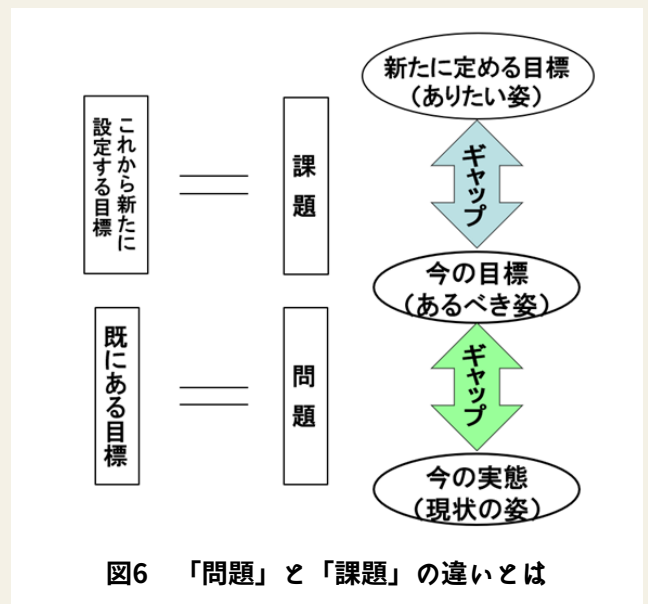 新たに定める目標
（ありたい姿）
これから新たに
設定する目標
課題
ギャップ
今の目標
（あるべき姿）
既にある目標
問題
ギャップ
今の実態
（現状の姿）
図6　「問題」と「課題」の違いとは